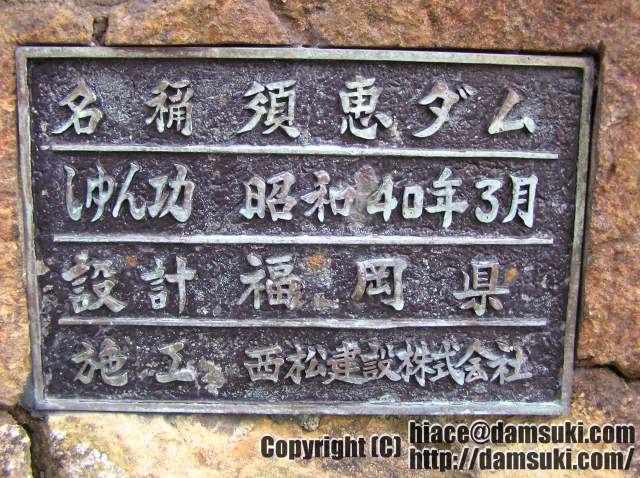 名称 須恵ダム
しゆん功 昭和40年3月
設計 福岡県
施工 西松建設株式会社
Copyright (C) hiace@damsuki.com
http://damsuki.com/